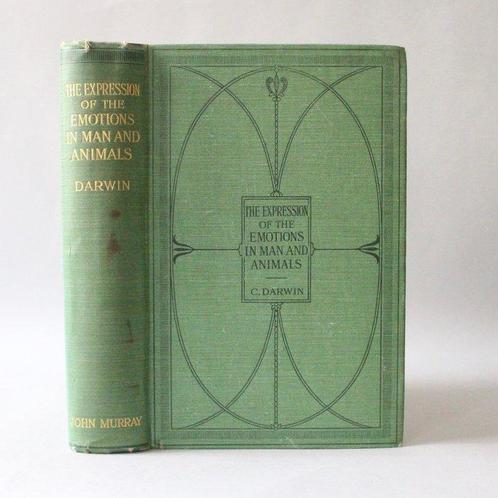 THE EXPRESSION
OF THE
EMOTIONS
IN MAN AND
ANIMALS
DARWIN
JOHN MURRAY
THE EXPRESSION
OF THE
EMOTIONS
IN MAN AND
ANIMALS
C. DARWIN